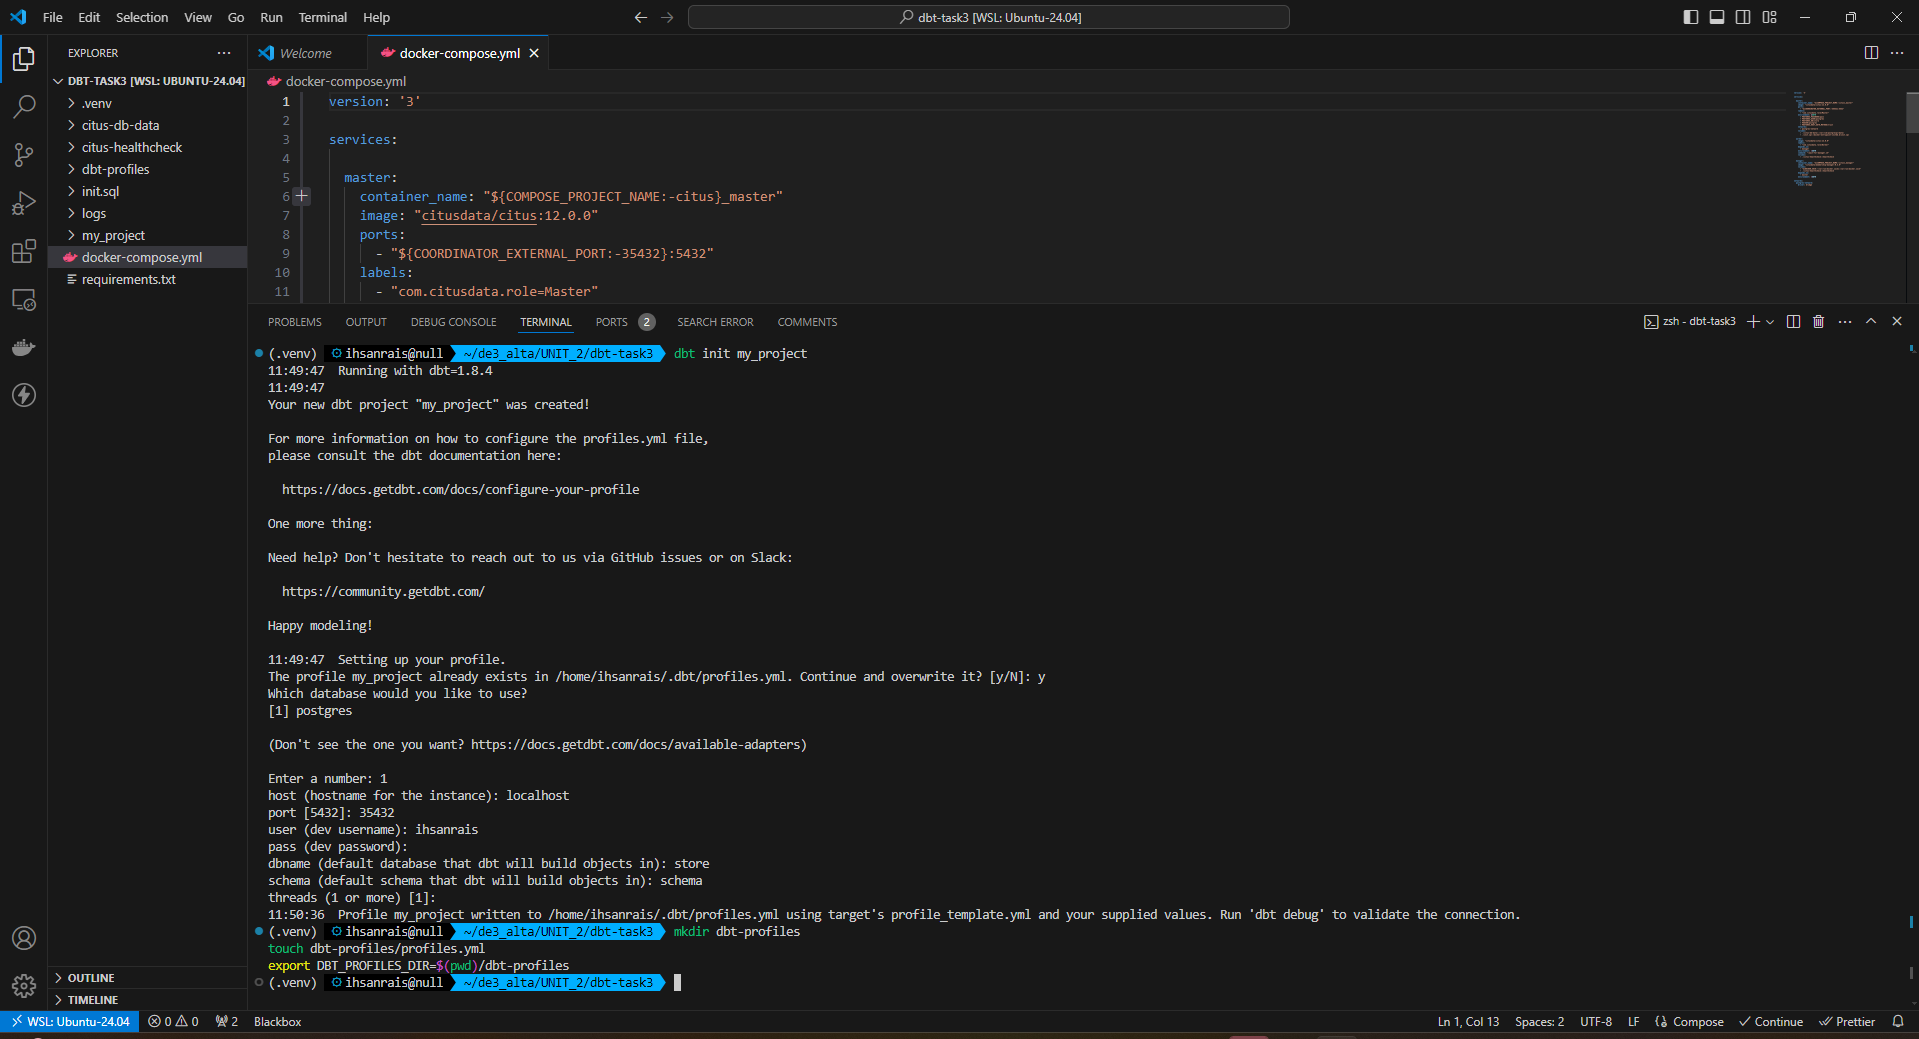 File Edit Selection View Go Run Terminal Help
dbt-task3 [WSL: Ubuntu-24.04]
EXPLORER
DBT-TASK3 [WSL: UBUNTU-24.04]
.venv
citus-db-data
citus-healthcheck
dbt-profiles
init.sql
logs
my_project
docker-compose.yml
requirements.txt
OUTLINE
TIMELINE
Welcome
docker-compose.yml
docker-compose.yml
1 version: '3'
2
3 services:
4
5 master:
6 container_name: "${COMPOSE_PROJECT_NAME:-citus}_master"
7 image: "citusdata/citus:12.0.0"
8 ports:
9 - "${COORDINATOR_EXTERNAL_PORT:-35432}:5432"
10 labels:
11 - "com.citusdata.role=Master"
PROBLEMS OUTPUT DEBUG CONSOLE TERMINAL PORTS 2 SEARCH ERROR COMMENTS
zsh - dbt-task3
(.venv) ihsanrais@null ~/de3_alta/UNIT_2/dbt-task3 dbt init my_project
11:49:47 Running with dbt=1.8.4
11:49:47
Your new dbt project "my_project" was created!
For more information on how to configure the profiles.yml file,
please consult the dbt documentation here:
https://docs.getdbt.com/docs/configure-your-profile
One more thing:
Need help? Don't hesitate to reach out to us via GitHub issues or on Slack:
https://community.getdbt.com/
Happy modeling!
11:49:47 Setting up your profile.
The profile my_project already exists in /home/ihsanrais/.dbt/profiles.yml. Continue and overwrite it? [y/N]: y
Which database would you like to use?
[1] postgres
(Don't see the one you want? https://docs.getdbt.com/docs/available-adapters)
Enter a number: 1
host (hostname for the instance): localhost
port [5432]: 35432
user (dev username): ihsanrais
pass (dev password):
dbname (default database that dbt will build objects in): store
schema (default schema that dbt will build objects in): schema
threads (1 or more) [1]:
11:50:36 Profile my_project written to /home/ihsanrais/.dbt/profiles.yml using target's profile_template.yml and your supplied values. Run 'dbt debug' to validate the connection.
(.venv) ihsanrais@null ~/de3_alta/UNIT_2/dbt-task3 mkdir dbt-profiles
touch dbt-profiles/profiles.yml
export DBT_PROFILES_DIR=$(pwd)/dbt-profiles
(.venv) ihsanrais@null ~/de3_alta/UNIT_2/dbt-task3
WSL: Ubuntu-24.04 0 0 2 Blackbox
Ln 1, Col 13 Spaces: 2 UTF-8 LF Compose Continue Prettier